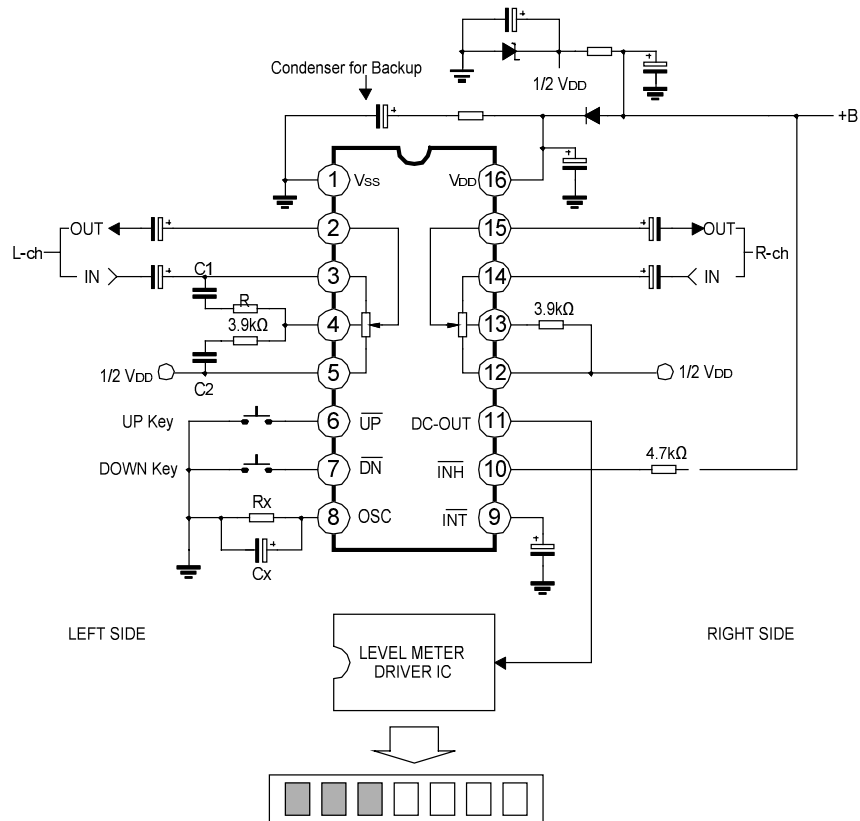 Condenser for Backup
1/2 VDD
+B
1 VSS VDD 16
OUT 2 15 OUT
L-ch R-ch
IN C1 3 14 IN
R
4 13 3.9kΩ
3.9kΩ
1/2 VDD 5 12 1/2 VDD
C2
UP Key 6 UP DC-OUT 11
DOWN Key 7 DN INH 10 4.7kΩ
Rx 8 OSC INT 9
Cx
LEFT SIDE RIGHT SIDE
LEVEL METER
DRIVER IC